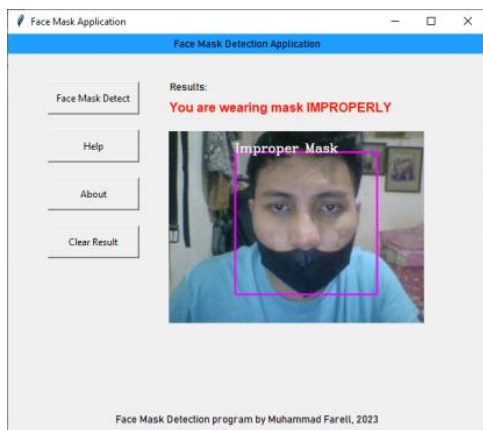 Face Mask Application
Face Mask Detection Application
Face Mask Detect
Results:
You are wearing mask IMPROPERLY
Help
Improper Mask
About
Clear Result
Face Mask Detection program by Muhammad Farell, 2023